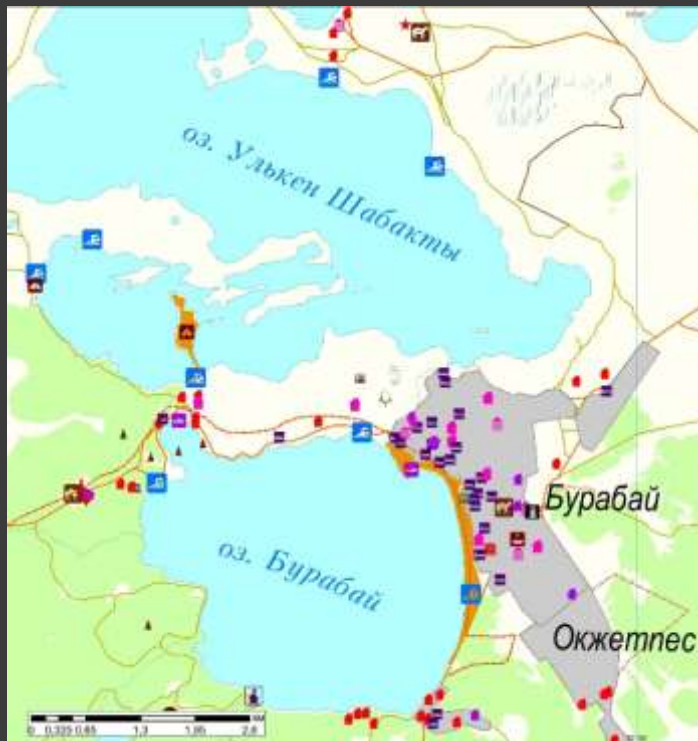 оз. Улькен Шабакты
Бурабай
оз. Бурабай
Окжетпес
0 0,325 0,65 1,3 1,95 2,6